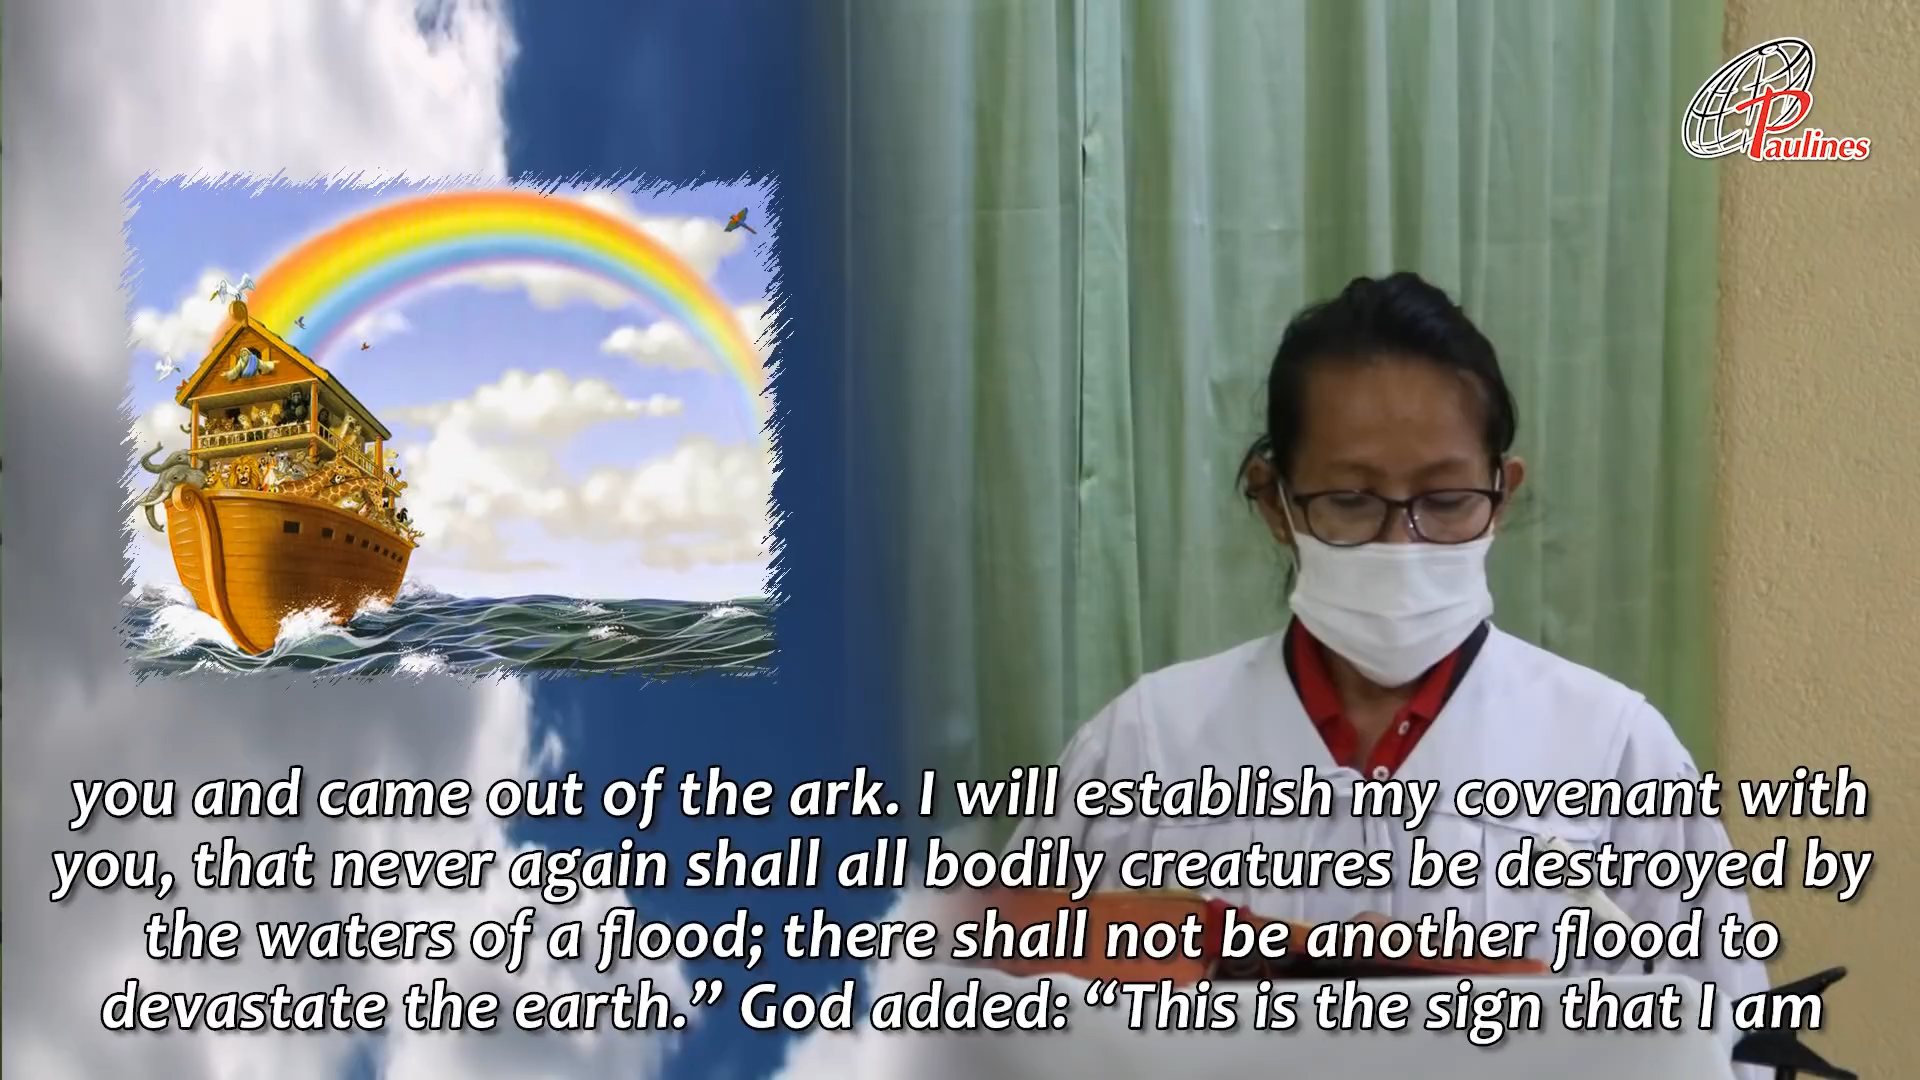 Paulines
you and came out of the ark. I will establish my covenant with
you, that never again shall all bodily creatures be destroyed by
the waters of a flood; there shall not be another flood to
devastate the earth.” God added: “This is the sign that I am